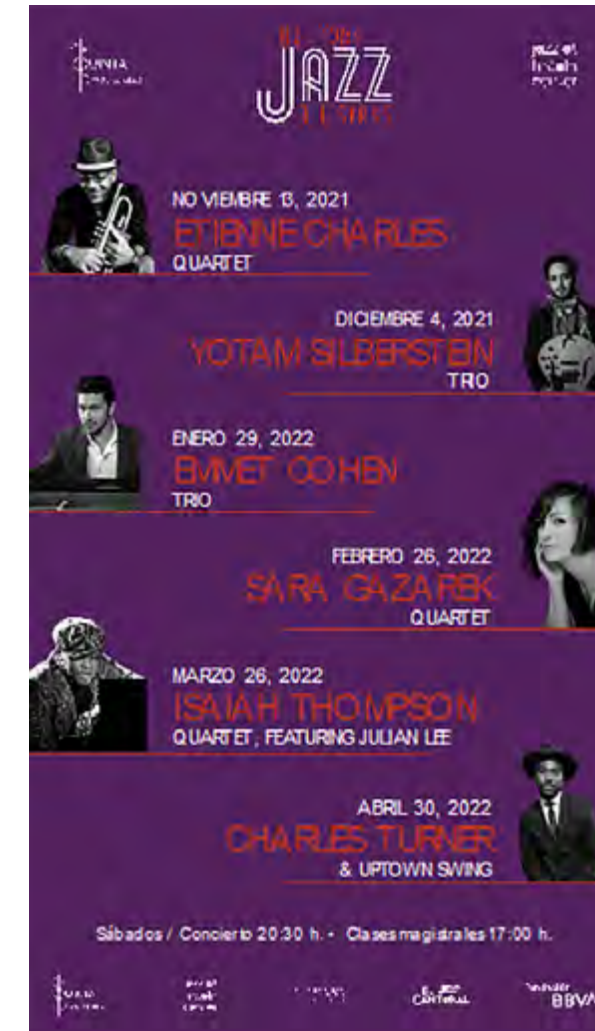 JAZZ
NOVIEMBRE 13, 2021
ETIENNE CHARLES
QUARTET
DICIEMBRE 4, 2021
YOTAM SILBERSTEIN
TRIO
ENERO 29, 2022
EMMET COHEN
TRIO
FEBRERO 26, 2022
SARA GAZAREK
QUARTET
MARZO 26, 2022
ISAIAH THOMPSON
QUARTET, FEATURING JULIAN LEE
ABRIL 30, 2022
CHARLES TURNER
& UPTOWN SWING
Sábados / Concierto 20:30 h. - Clases magistrales 17:00 h.
BBVA